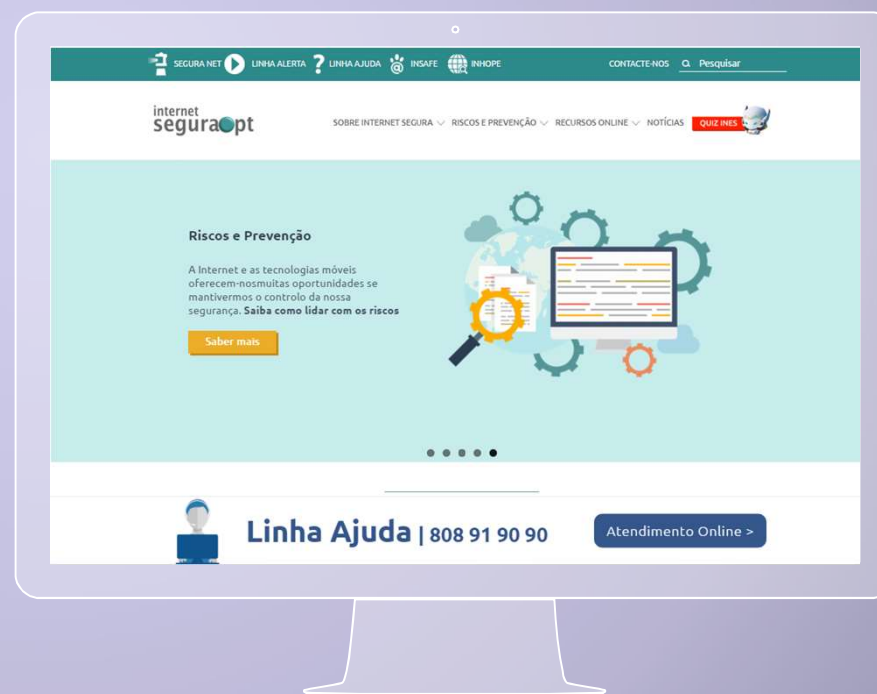 SEGURA NET LINHA ALERTA ? LINHA AJUDA @ INSAFE INHOPE CONTACTE-NOS Pesquisar
internet
segura pt
SOBRE INTERNET SEGURA RISCOS E PREVENÇÃO RECURSOS ONLINE NOTÍCIAS QUIZ INES
Riscos e Prevenção
A Internet e as tecnologias móveis
oferecem-nosmuitas oportunidades se
mantivermos o controlo da nossa
segurança. Saiba como lidar com os riscos
Saber mais
Linha Ajuda | 808 91 90 90
Atendimento Online >